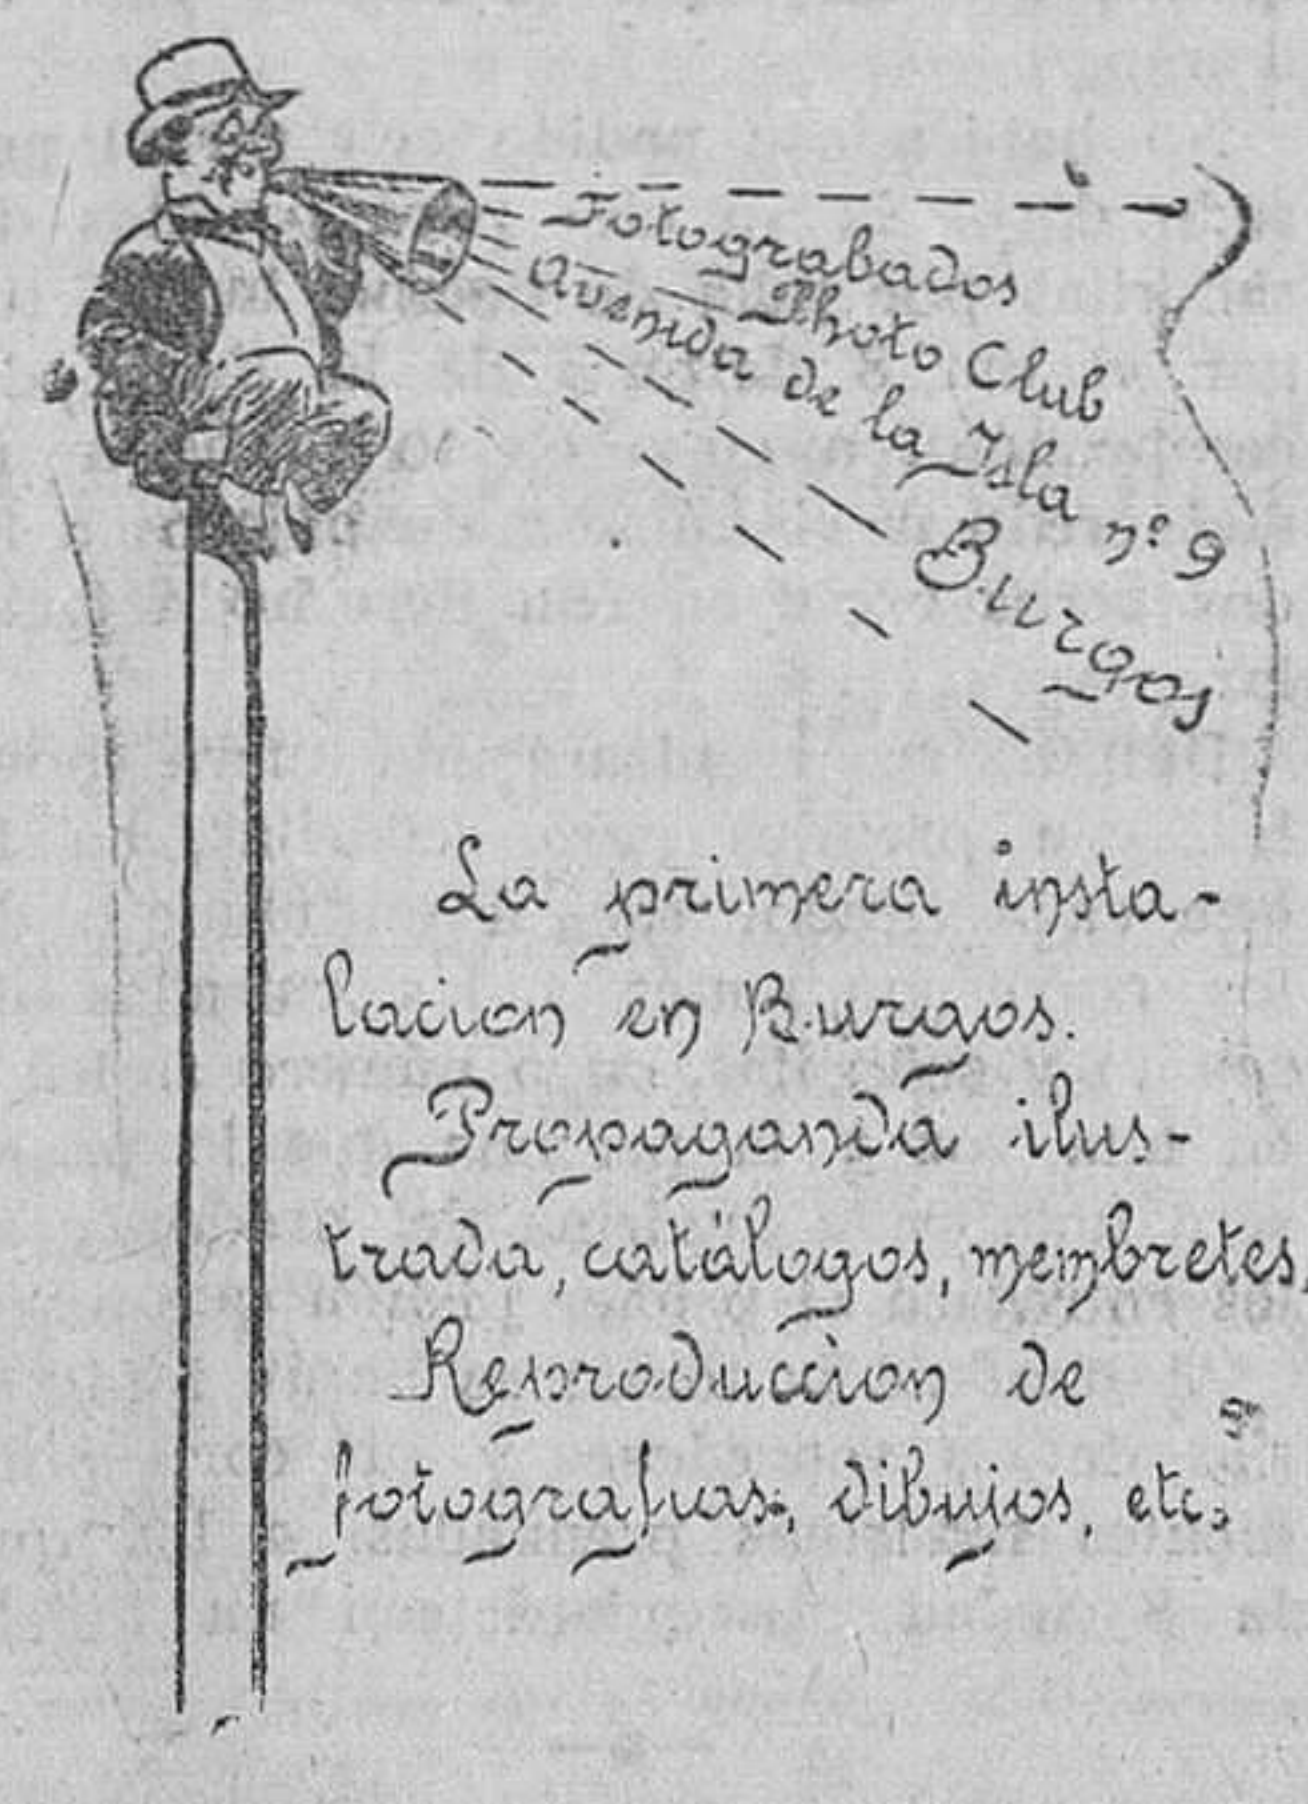 Fotograbados
Photo Club
Avenida de la Isla nº 9
Burgos
La primera insta-
lacion en Burgos.
Propaganda ilus-
trada, catálogos, membretes,
Reproduccion de
fotografias, dibujos, etc.